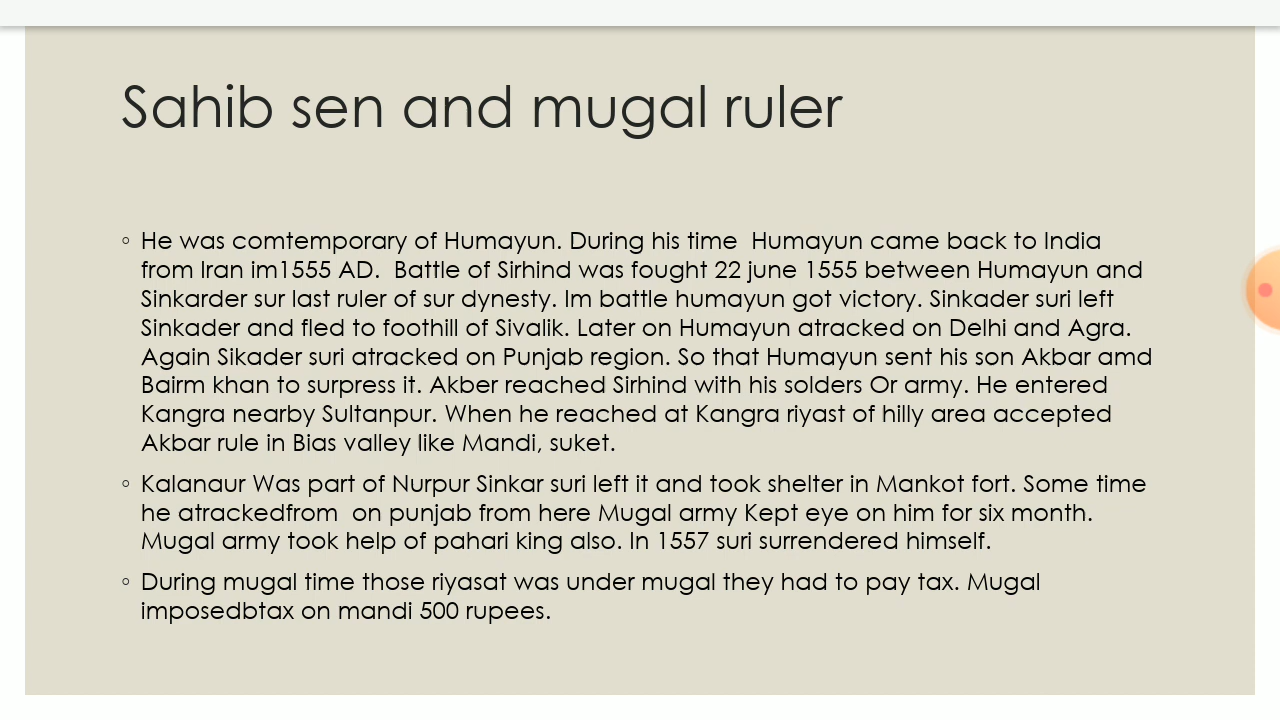 Sahib sen and mugal ruler
◦ He was comtemporary of Humayun. During his time  Humayun came back to India
from Iran im1555 AD.  Battle of Sirhind was fought 22 june 1555 between Humayun and
Sinkarder sur last ruler of sur dynesty. Im battle humayun got victory. Sinkader suri left
Sinkader and fled to foothill of Sivalik. Later on Humayun atracked on Delhi and Agra.
Again Sikader suri atracked on Punjab region. So that Humayun sent his son Akbar amd
Bairm khan to surpress it. Akber reached Sirhind with his solders Or army. He entered
Kangra nearby Sultanpur. When he reached at Kangra riyast of hilly area accepted
Akbar rule in Bias valley like Mandi, suket.
◦ Kalanaur Was part of Nurpur Sinkar suri left it and took shelter in Mankot fort. Some time
he atrackedfrom  on punjab from here Mugal army Kept eye on him for six month.
Mugal army took help of pahari king also. In 1557 suri surrendered himself.
◦ During mugal time those riyasat was under mugal they had to pay tax. Mugal
imposedbtax on mandi 500 rupees.